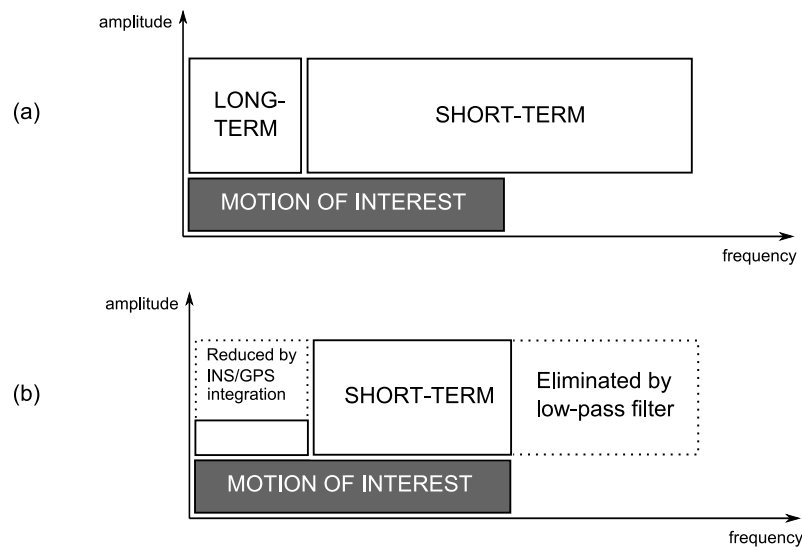 amplitude
(a)
LONG-
TERM
SHORT-TERM
MOTION OF INTEREST
frequency
amplitude
(b)
Reduced by
INS/GPS
integration
SHORT-TERM
Eliminated by
low-pass filter
MOTION OF INTEREST
frequency